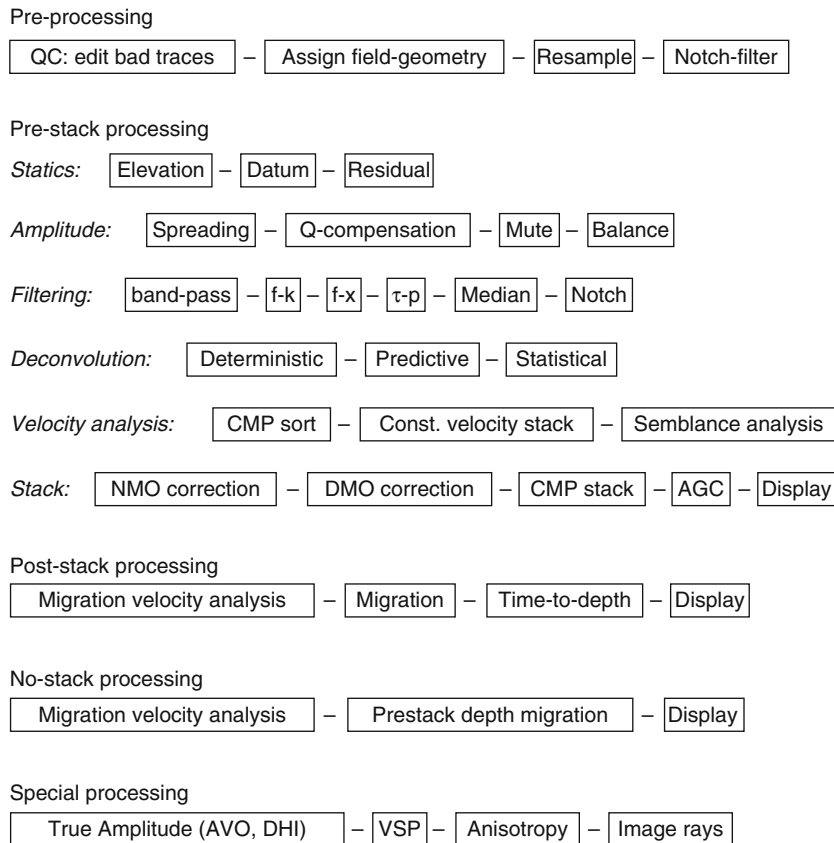 Pre-processing
QC: edit bad traces – Assign field-geometry – Resample – Notch-filter
Pre-stack processing
Statics: Elevation – Datum – Residual
Amplitude: Spreading – Q-compensation – Mute – Balance
Filtering: band-pass – f-k – f-x – τ-p – Median – Notch
Deconvolution: Deterministic – Predictive – Statistical
Velocity analysis: CMP sort – Const. velocity stack – Semblance analysis
Stack: NMO correction – DMO correction – CMP stack – AGC – Display
Post-stack processing
Migration velocity analysis – Migration – Time-to-depth – Display
No-stack processing
Migration velocity analysis – Prestack depth migration – Display
Special processing
True Amplitude (AVO, DHI) – VSP – Anisotropy – Image rays